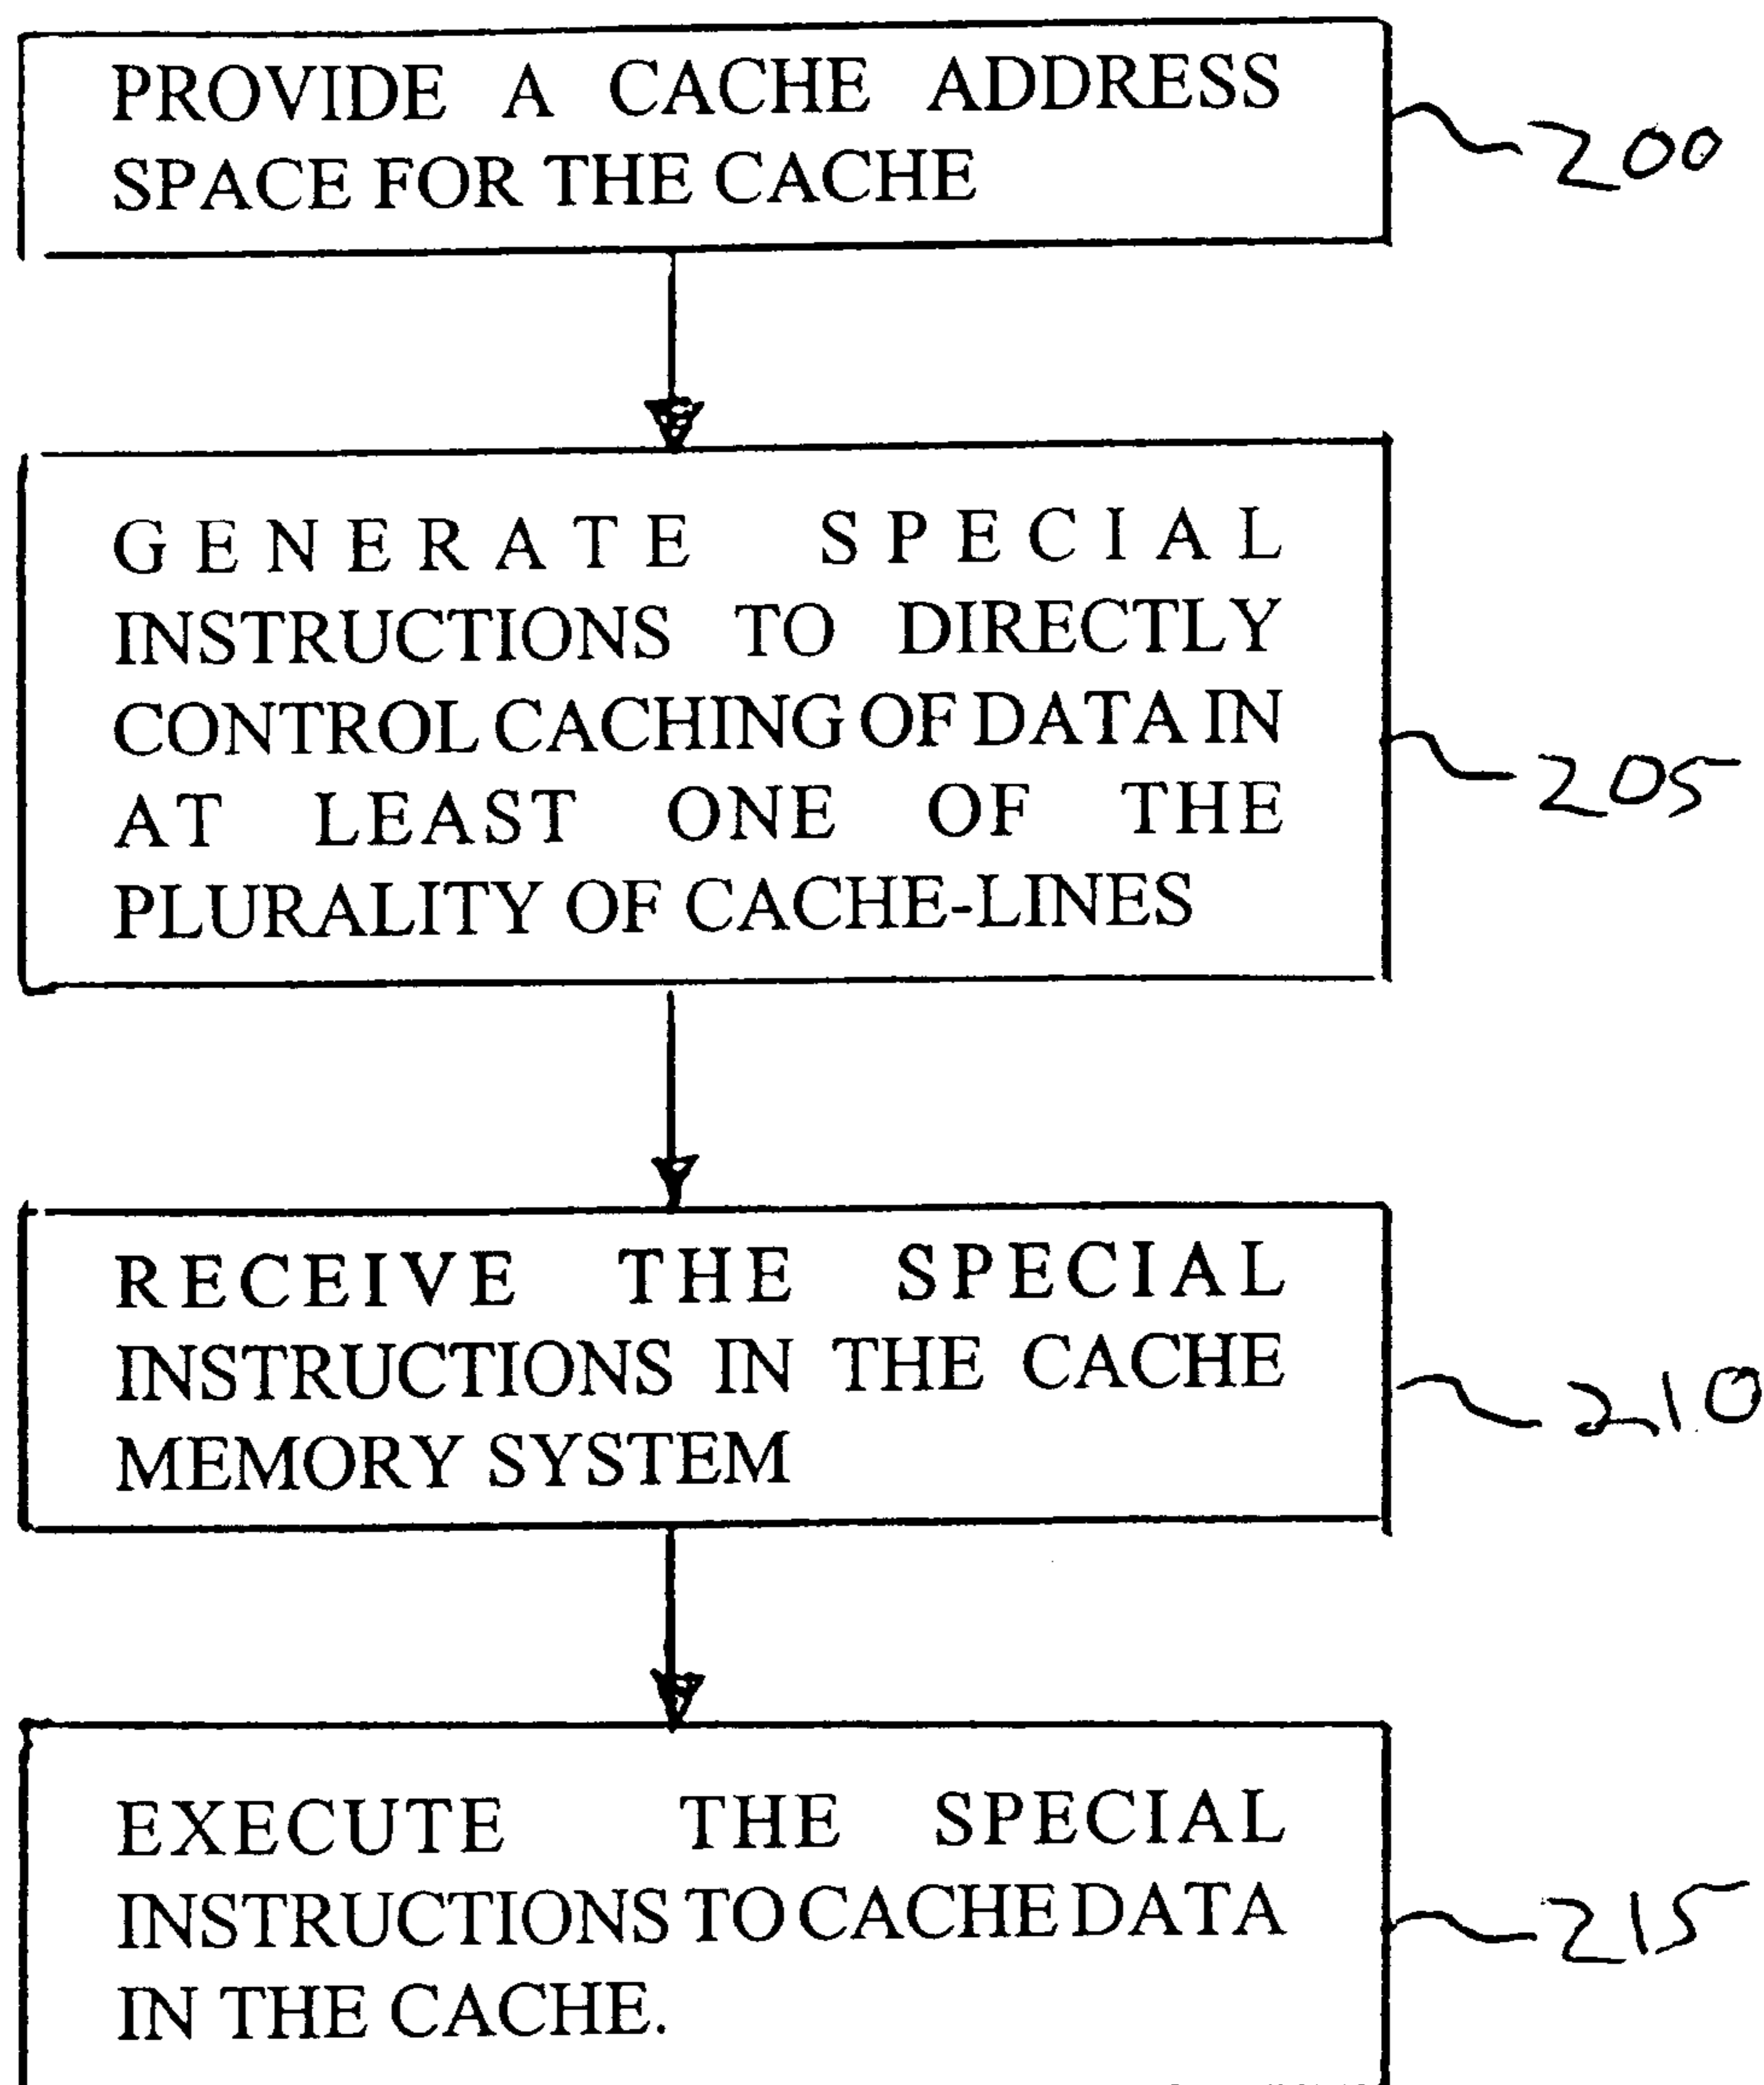 PROVIDE A CACHE ADDRESS
SPACE FOR THE CACHE
200
GENERATE SPECIAL
INSTRUCTIONS TO DIRECTLY
CONTROL CACHING OF DATA IN
AT LEAST ONE OF THE
PLURALITY OF CACHE-LINES
205
RECEIVE THE SPECIAL
INSTRUCTIONS IN THE CACHE
MEMORY SYSTEM
210
EXECUTE THE SPECIAL
INSTRUCTIONS TO CACHE DATA
IN THE CACHE.
215